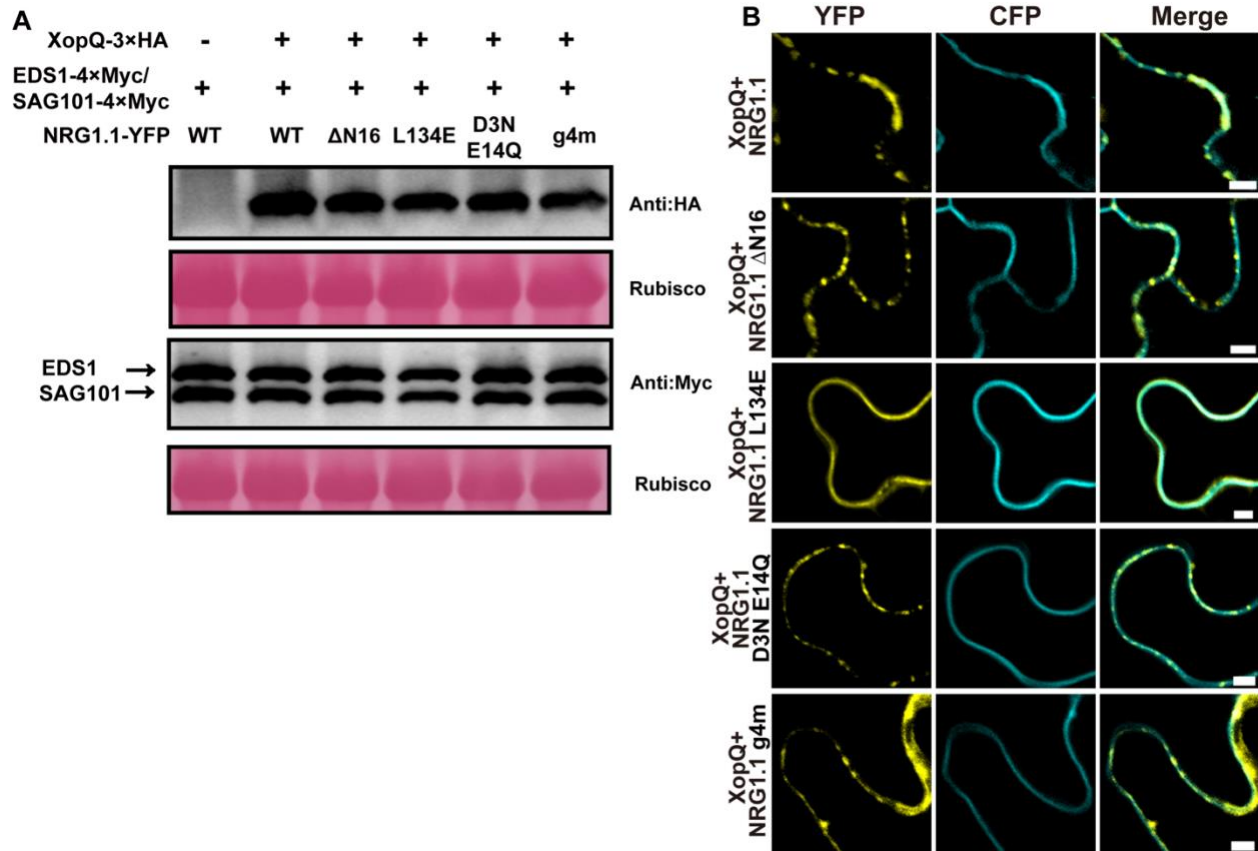 A
XopQ-3×HA - + + + + +
EDS1-4×Myc/
SAG101-4×Myc + + + + + +
NRG1.1-YFP WT WT ΔN16 L134E D3N E14Q g4m
Anti:HA
Rubisco
EDS1 →
SAG101 →
Anti:Myc
Rubisco
B
YFP CFP Merge
XopQ+
NRG1.1
XopQ+
NRG1.1 ΔN16
XopQ+
NRG1.1 L134E
XopQ+
NRG1.1
D3N E14Q
XopQ+
NRG1.1 g4m